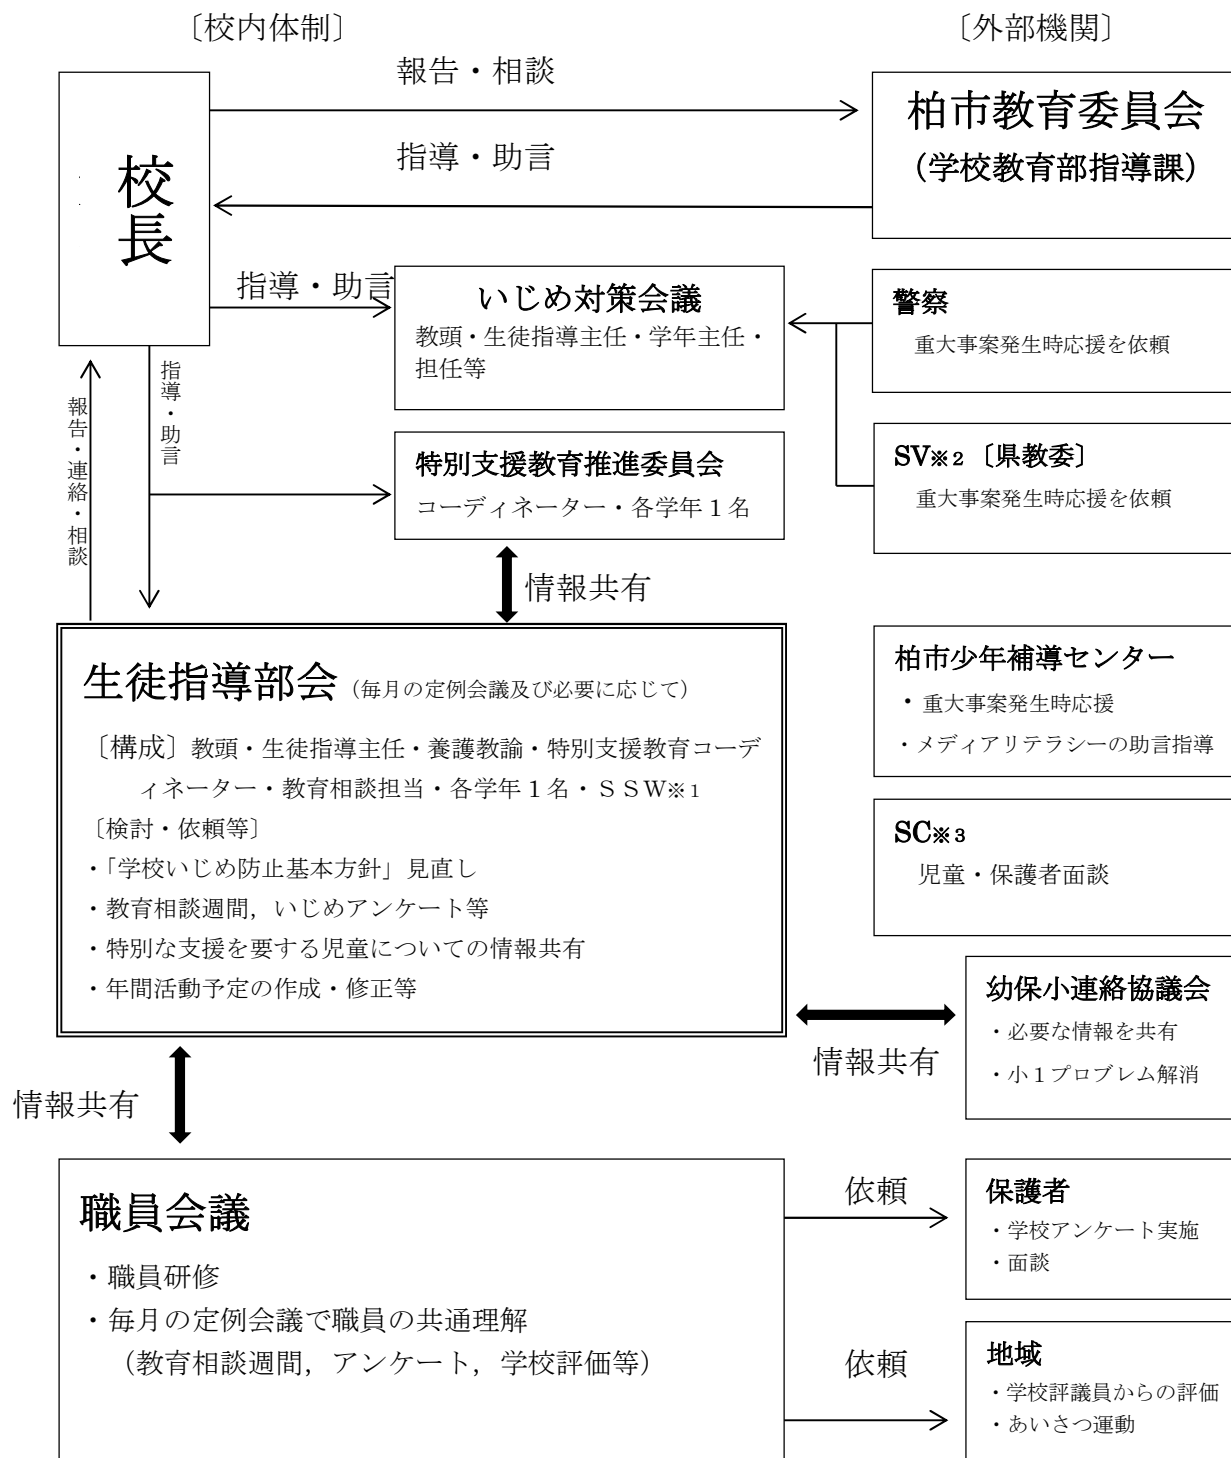 〔校内体制〕
〔外部機関〕
報告・相談
校長
柏市教育委員会
（学校教育部指導課）
指導・助言
指導・助言
いじめ対策会議
教頭・生徒指導主任・学年主任・
担任等
警察
重大事案発生時応援を依頼
指導・助言
報告・連絡・相談
特別支援教育推進委員会
コーディネーター・各学年１名
SV※2〔県教委〕
重大事案発生時応援を依頼
情報共有
生徒指導部会（毎月の定例会議及び必要に応じて）
〔構成〕教頭・生徒指導主任・養護教諭・特別支援教育コーデ
ィネーター・教育相談担当・各学年１名・ＳＳＷ※1
〔検討・依頼等〕
・「学校いじめ防止基本方針」見直し
・教育相談週間，いじめアンケート等
・特別な支援を要する児童についての情報共有
・年間活動予定の作成・修正等
柏市少年補導センター
・重大事案発生時応援
・メディアリテラシーの助言指導
SC※3
児童・保護者面談
幼保小連絡協議会
・必要な情報を共有
・小１プロブレム解消
情報共有
情報共有
職員会議
・職員研修
・毎月の定例会議で職員の共通理解
（教育相談週間，アンケート，学校評価等）
依頼
保護者
・学校アンケート実施
・面談
依頼
地域
・学校評議員からの評価
・あいさつ運動